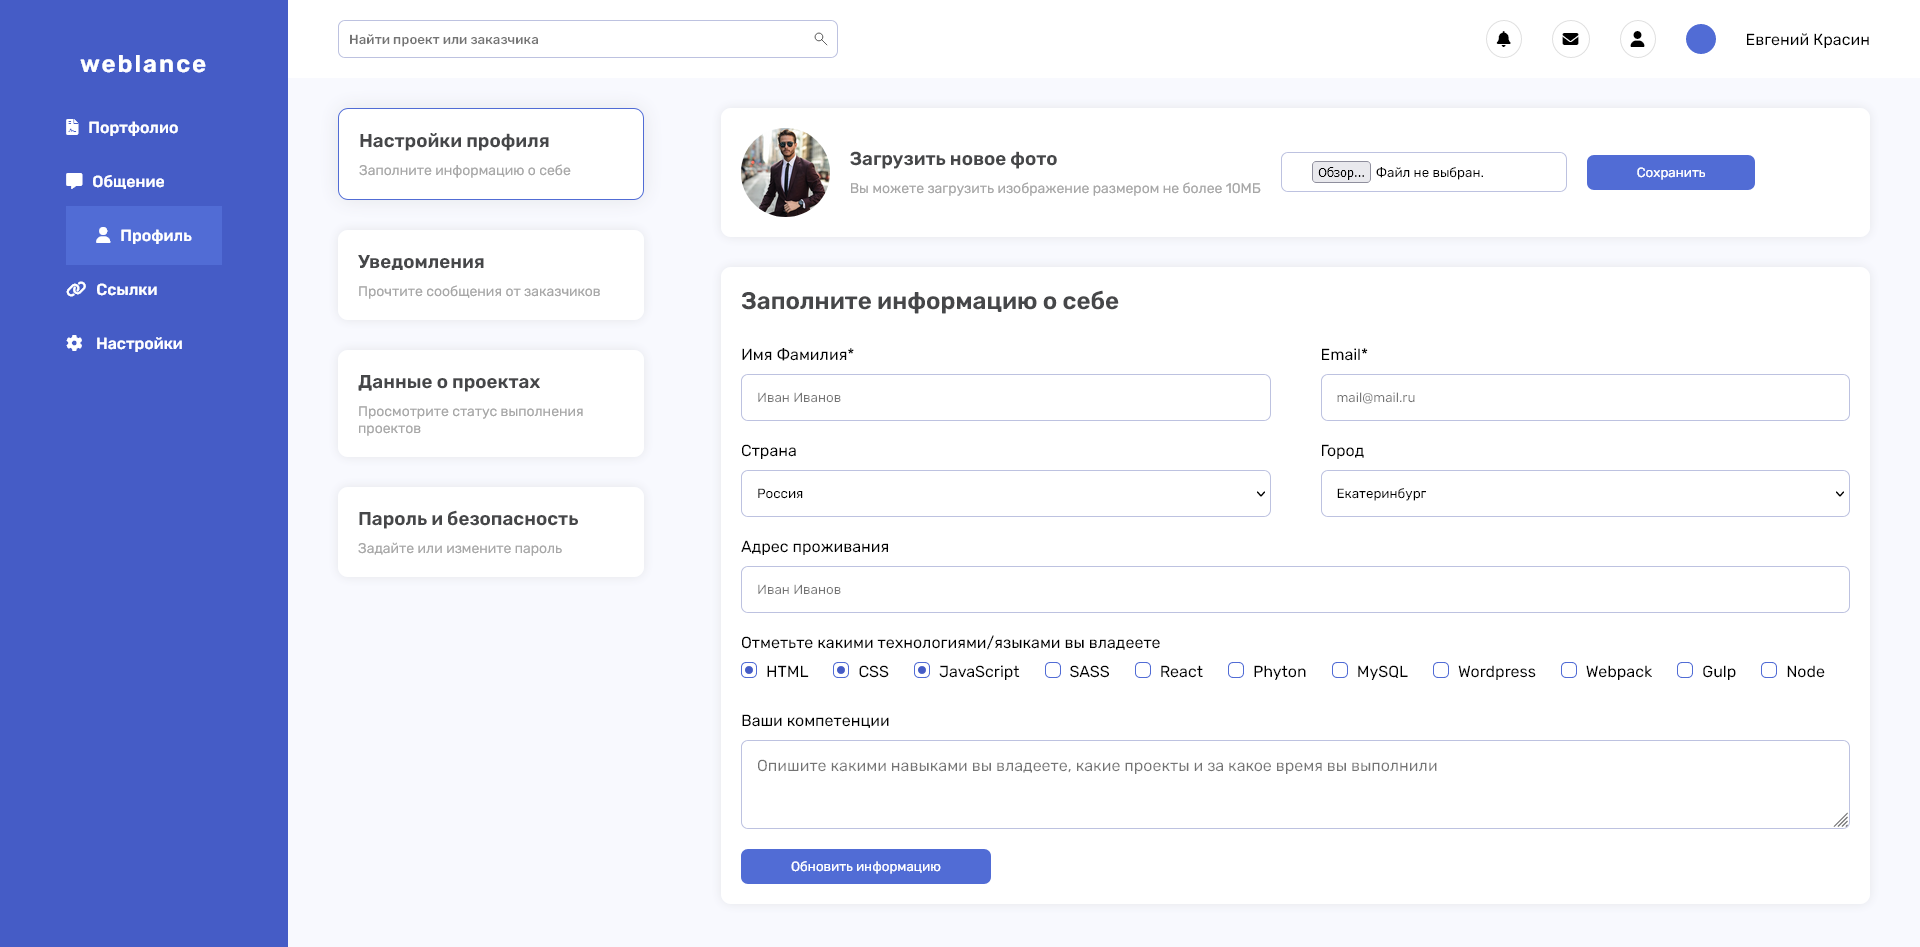 weblance
Портфолио
Общение
Профиль
Ссылки
Настройки
Найти проект или заказчика
Евгений Красин
Настройки профиля
Заполните информацию о себе
Уведомления
Прочтите сообщения от заказчиков
Данные о проектах
Просмотрите статус выполнения
проектов
Пароль и безопасность
Задайте или измените пароль
Загрузить новое фото
Вы можете загрузить изображение размером не более 10МБ
Обзор... Файл не выбран.
Сохранить
Заполните информацию о себе
Имя Фамилия* Email*
Иван Иванов mail@mail.ru
Страна Город
Россия Екатеринбург
Адрес проживания
Иван Иванов
Отметьте какими технологиями/языками вы владеете
HTML CSS JavaScript SASS React Phyton MySQL Wordpress Webpack Gulp Node
Ваши компетенции
Опишите какими навыками вы владеете, какие проекты и за какое время вы выполнили
Обновить информацию